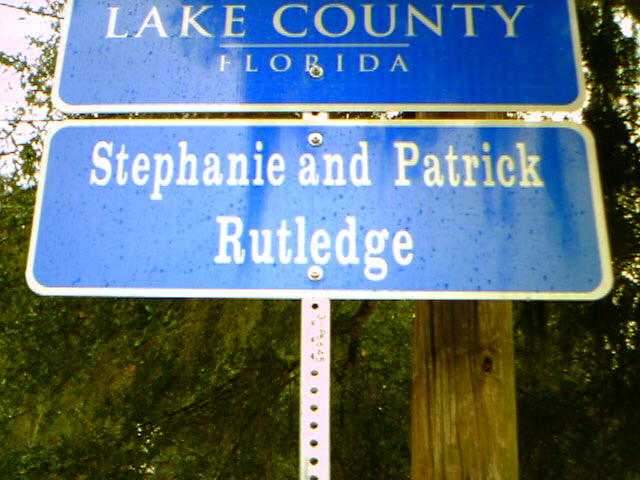 LAKE COUNTY
FLORIDA
Stephanie and Patrick
Rutledge